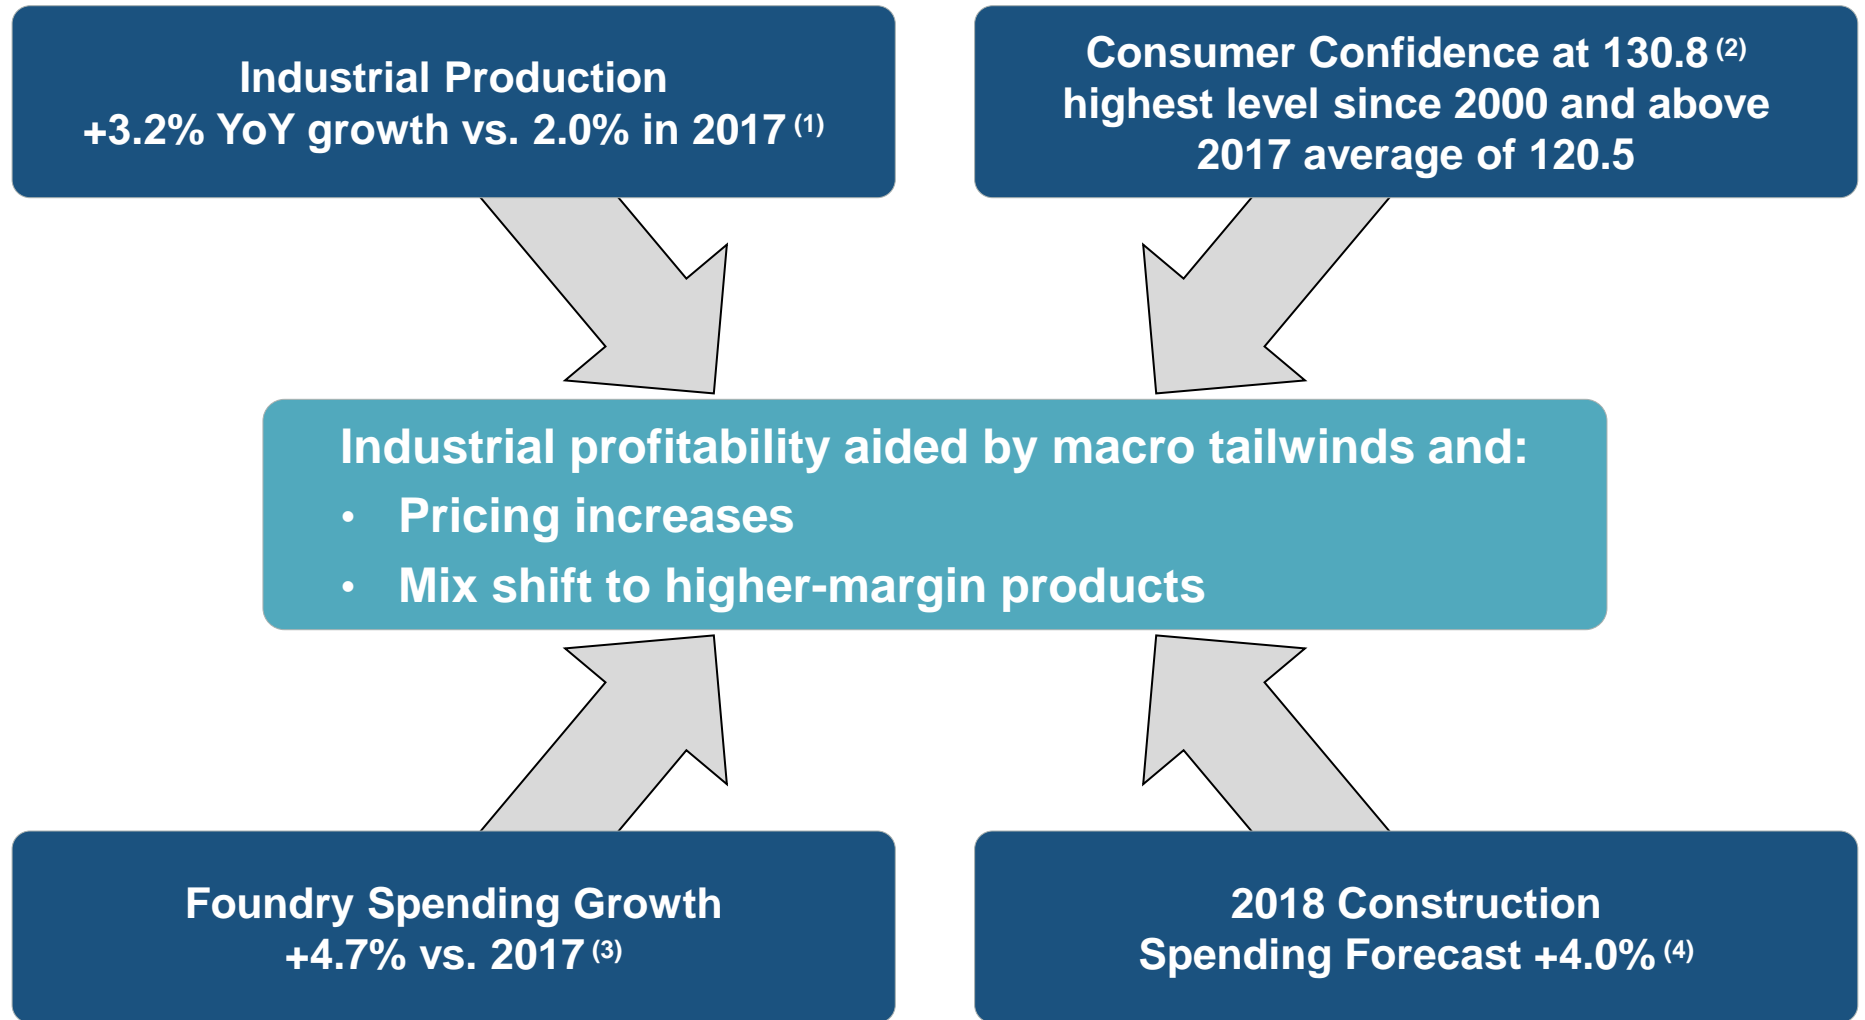 Industrial Production
+3.2% YoY growth vs. 2.0% in 2017 (1)
Consumer Confidence at 130.8 (2)
highest level since 2000 and above
2017 average of 120.5
Industrial profitability aided by macro tailwinds and:
• Pricing increases
• Mix shift to higher-margin products
Foundry Spending Growth
+4.7% vs. 2017 (3)
2018 Construction
Spending Forecast +4.0% (4)